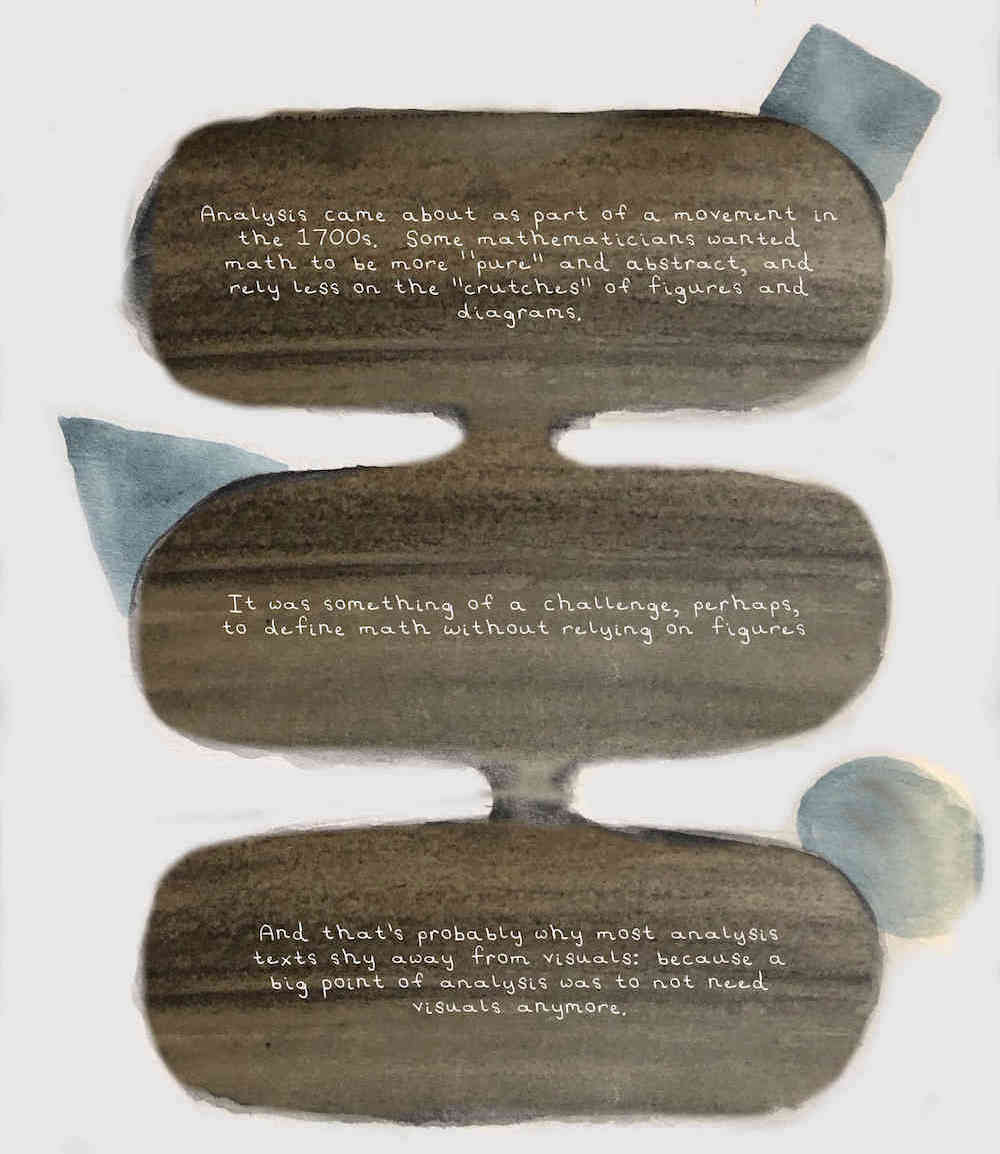 Analysis came about as part of a movement in
the 1700s. Some mathematicians wanted
math to be more "pure" and abstract, and
rely less on the "crutches" of figures and
diagrams.
It was something of a challenge, perhaps,
to define math without relying on figures
And that's probably why most analysis
texts shy away from visuals: because a
big point of analysis was to not need
visuals anymore.